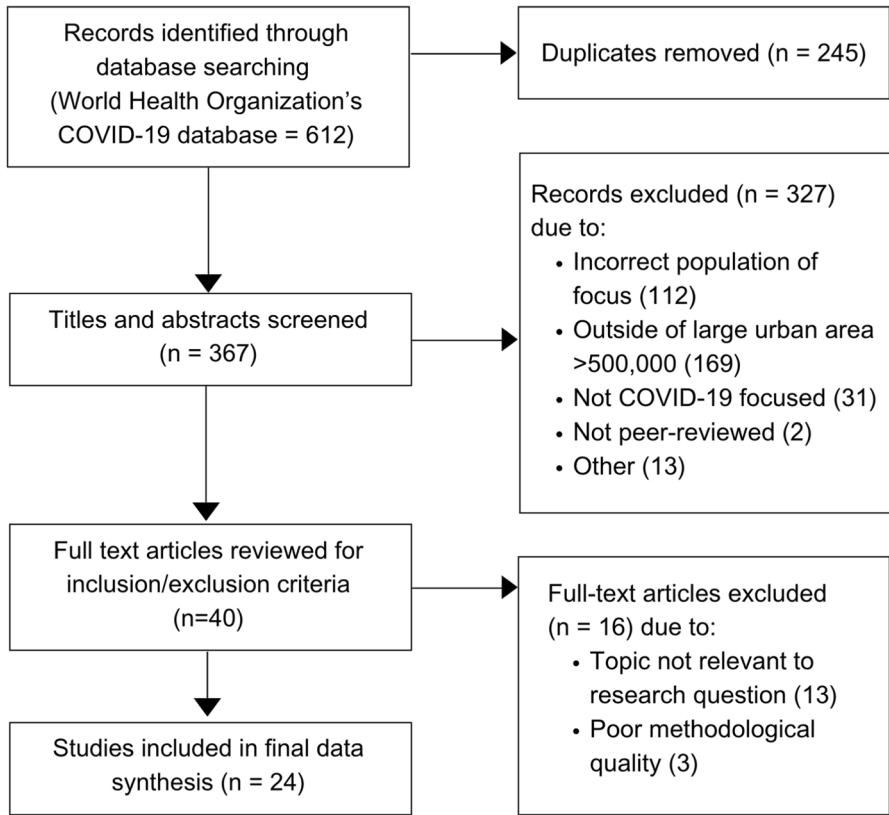 Records identified through
database searching
(World Health Organization’s
COVID-19 database = 612)
Duplicates removed (n = 245)
Records excluded (n = 327)
due to:
• Incorrect population of
focus (112)
• Outside of large urban area
>500,000 (169)
• Not COVID-19 focused (31)
• Not peer-reviewed (2)
• Other (13)
Titles and abstracts screened
(n = 367)
Full text articles reviewed for
inclusion/exclusion criteria
(n=40)
Full-text articles excluded
(n = 16) due to:
• Topic not relevant to
research question (13)
• Poor methodological
quality (3)
Studies included in final data
synthesis (n = 24)